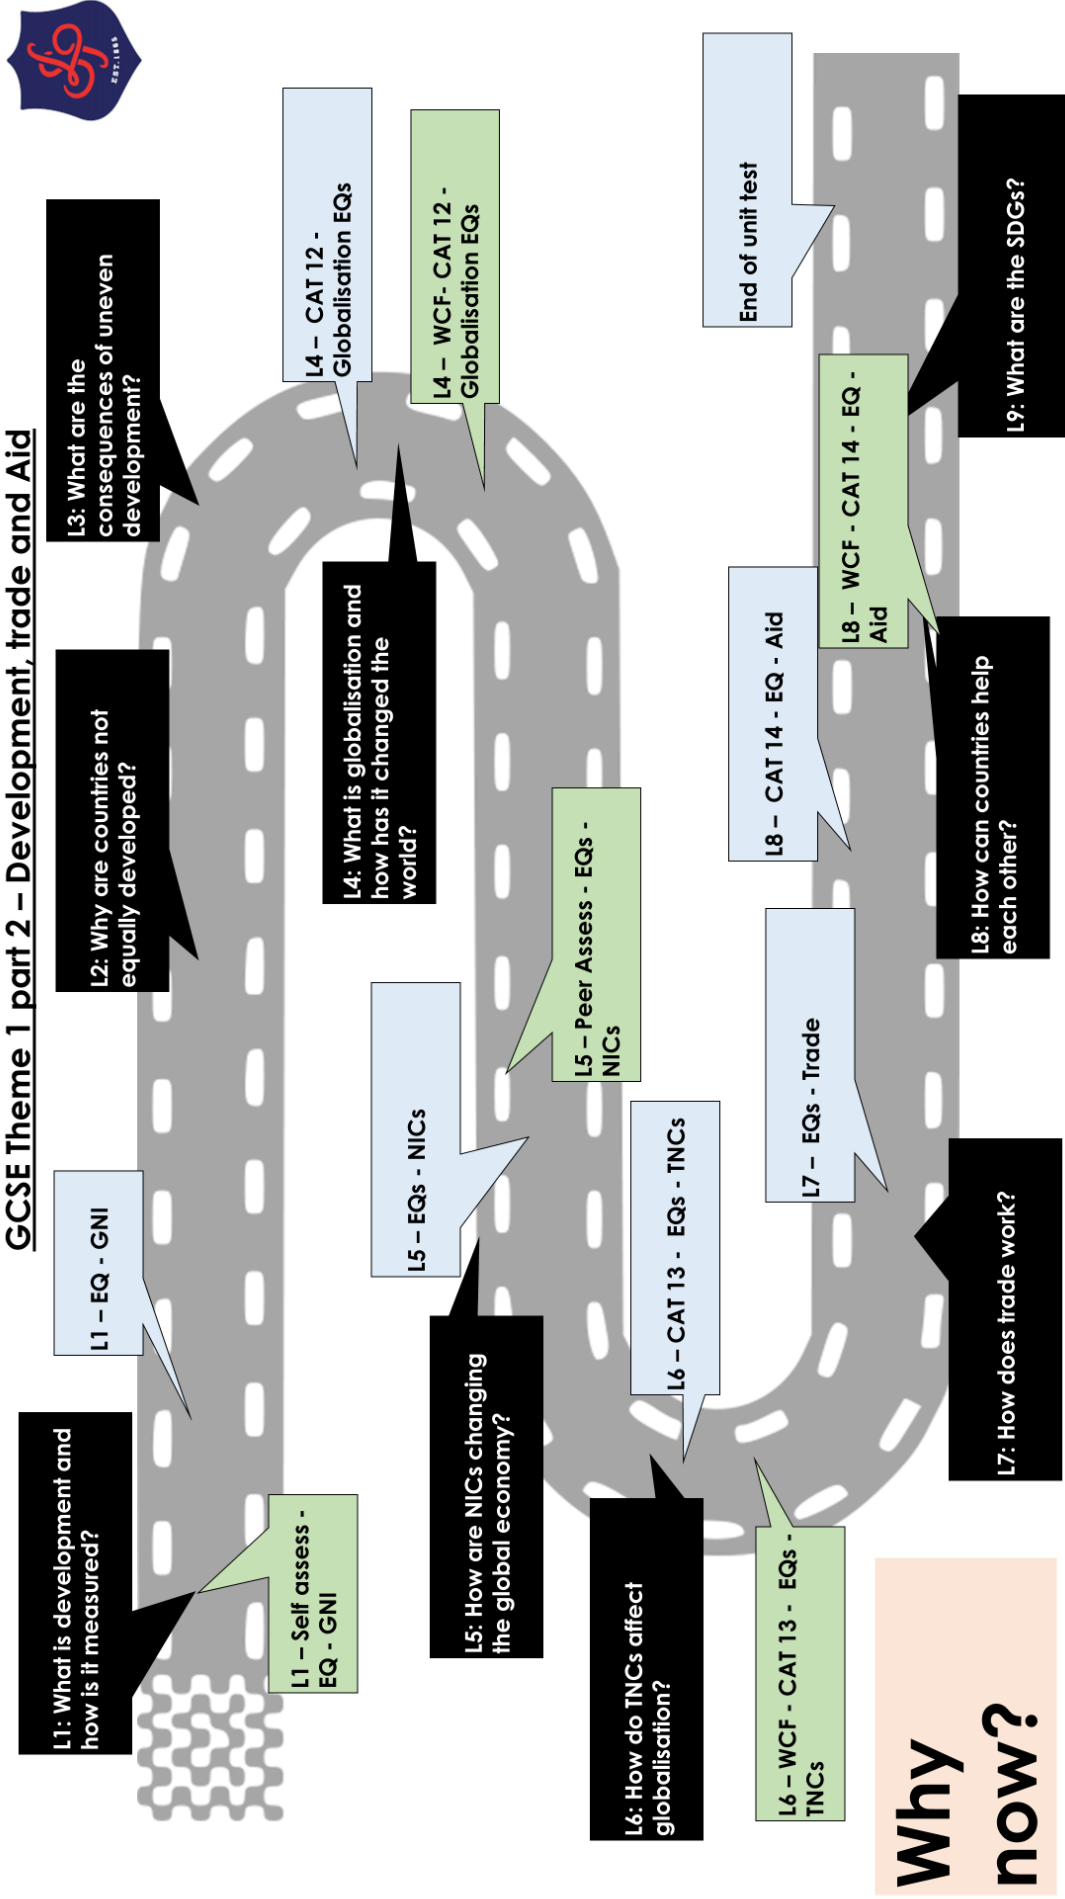 GCSE Theme 1 part 2 – Development, trade and Aid
EST.1865
L1: What is development and
how is it measured?
L1 – EQ - GNI
L1 – Self assess -
EQ - GNI
L2: Why are countries not
equally developed?
L3: What are the
consequences of uneven
development?
L4 – CAT 12 -
Globalisation EQs
L4 – WCF- CAT 12 -
Globalisation EQs
L4: What is globalisation and
how has it changed the
world?
L5 – EQs - NICs
L5 – Peer Assess - EQs -
NICs
L5: How are NICs changing
the global economy?
L6 – CAT 13 - EQs - TNCs
L6: How do TNCs affect
globalisation?
L6 – WCF - CAT 13 - EQs -
TNCs
L7 – EQs - Trade
L7: How does trade work?
L8 – CAT 14 - EQ - Aid
L8 – WCF - CAT 14 - EQ -
Aid
L8: How can countries help
each other?
End of unit test
L9: What are the SDGs?
Why
now?